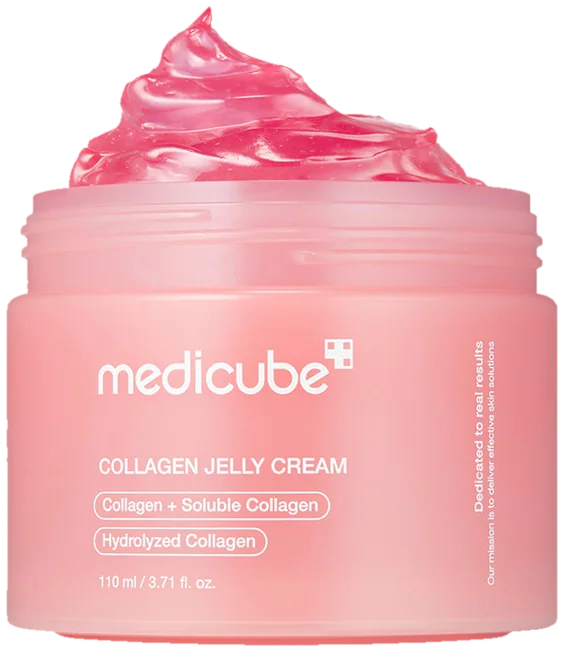 medicube
COLLAGEN JELLY CREAM
Collagen + Soluble Collagen
Hydrolyzed Collagen
110 ml / 3.71 fl. oz.
Dedicated to real results
Our mission is to deliver effective skin solutions